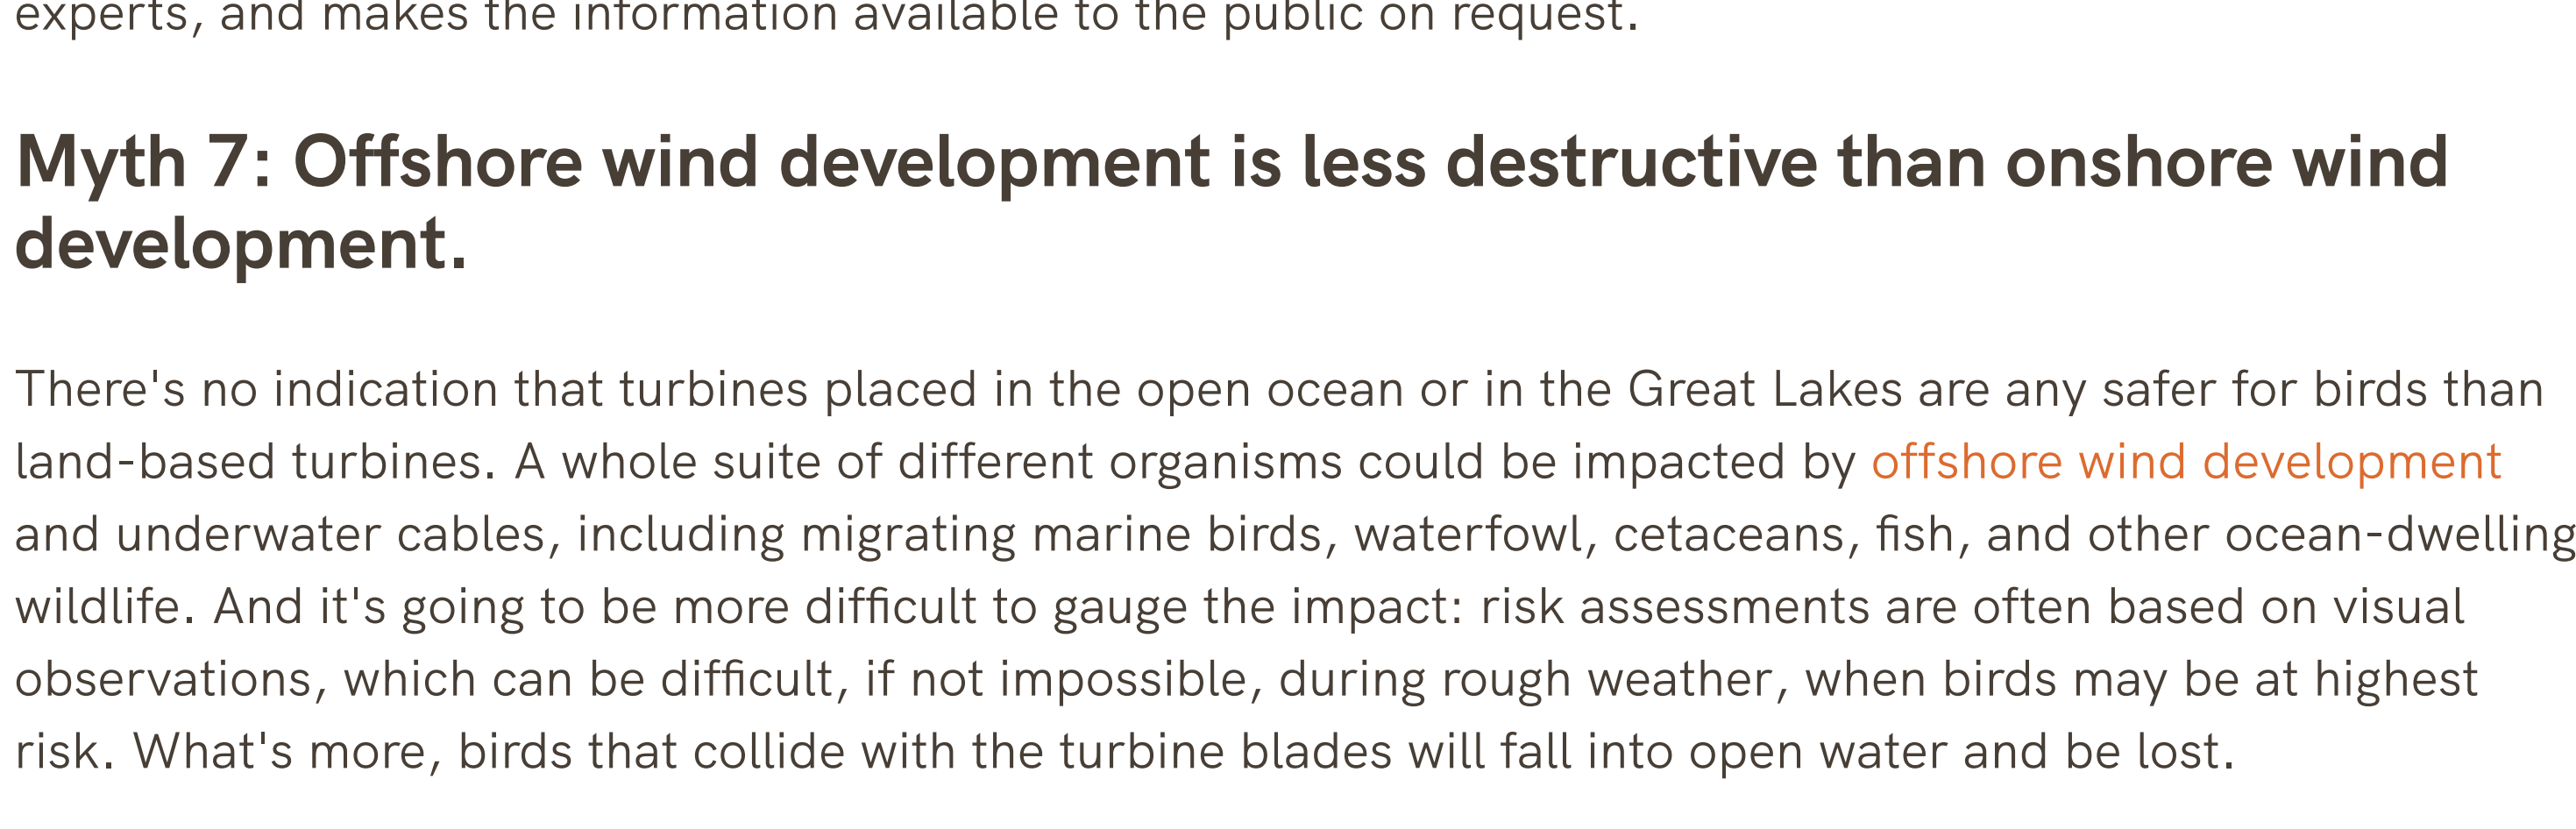 experts, and makes the information available to the public on request.
Myth 7: Offshore wind development is less destructive than onshore wind
development.
There's no indication that turbines placed in the open ocean or in the Great Lakes are any safer for birds than
land-based turbines. A whole suite of different organisms could be impacted by offshore wind development
and underwater cables, including migrating marine birds, waterfowl, cetaceans, fish, and other ocean-dwelling
wildlife. And it's going to be more difficult to gauge the impact: risk assessments are often based on visual
observations, which can be difficult, if not impossible, during rough weather, when birds may be at highest
risk. What's more, birds that collide with the turbine blades will fall into open water and be lost.